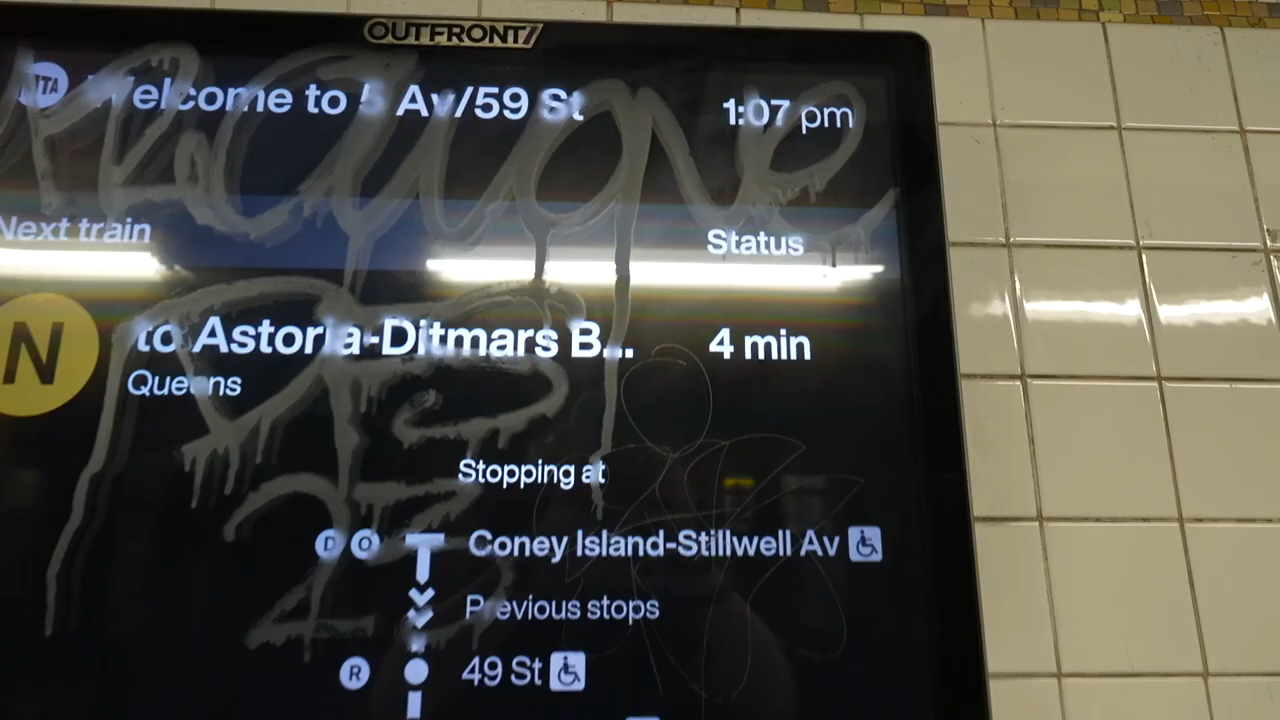 OUTFRONT/
MTA Welcome to 5 Av/59 St 1:07 pm
Next train Status
N to Astoria-Ditmars B... 4 min
Queens
Stopping at
D Q Coney Island-Stillwell Av
Previous stops
R 49 St